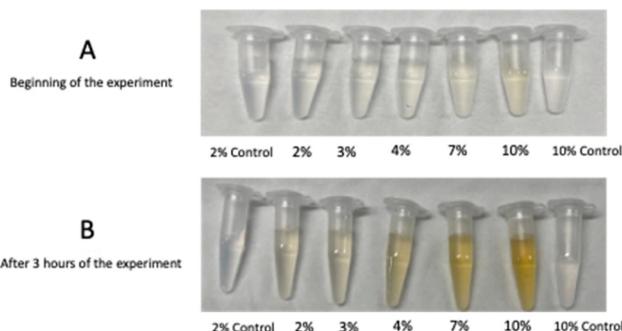 A
Beginning of the experiment
2% Control 2% 3% 4% 7% 10% 10% Control
B
After 3 hours of the experiment
2% Control 2% 3% 4% 7% 10% 10% Control